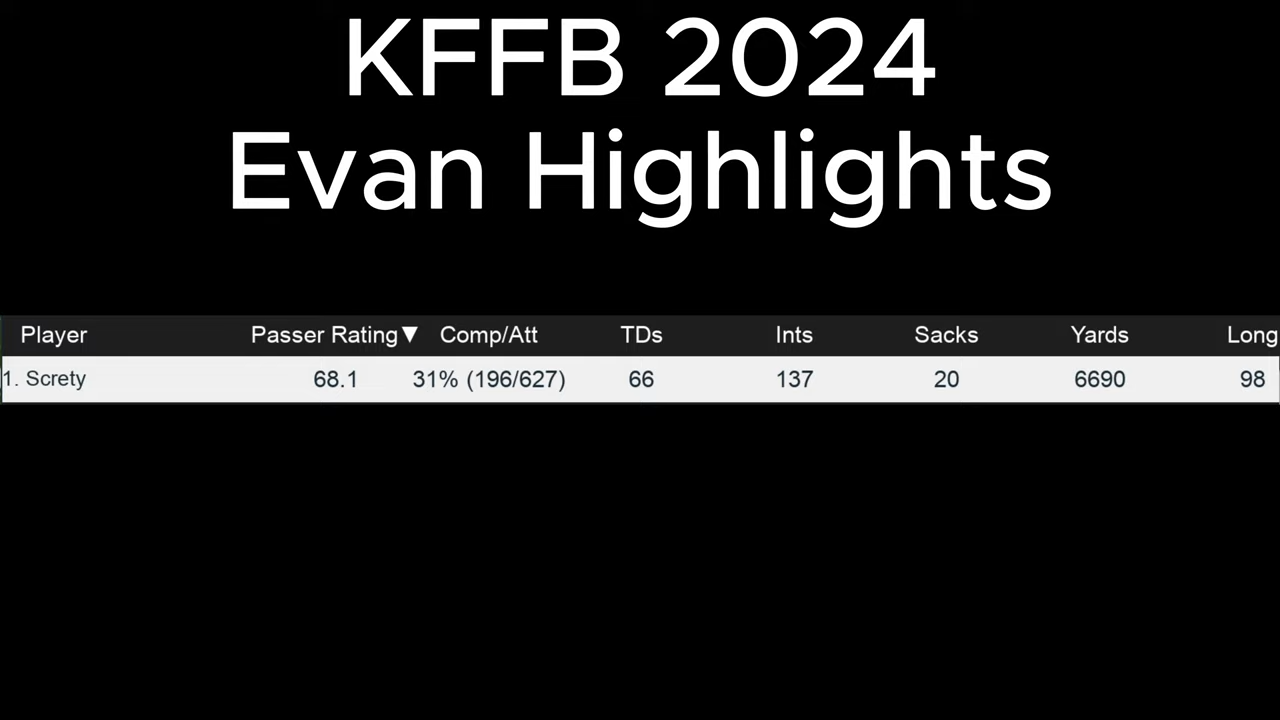 KFFB 2024
Evan Highlights
Player Passer Rating▼ Comp/Att TDs Ints Sacks Yards Long
1. Screty 68.1 31% (196/627) 66 137 20 6690 98